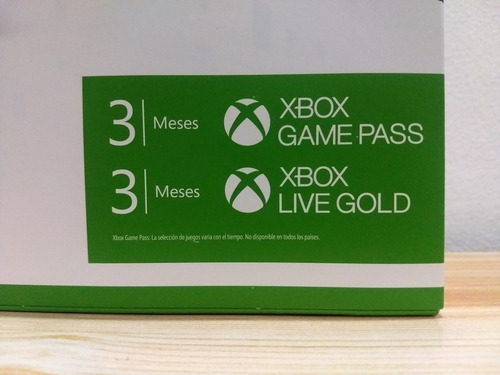 3 | Meses XBOX
GAME PASS
3 | Meses XBOX
LIVE GOLD
Xbox Game Pass: La selección de juegos varía con el tiempo. No disponible en todos los países.